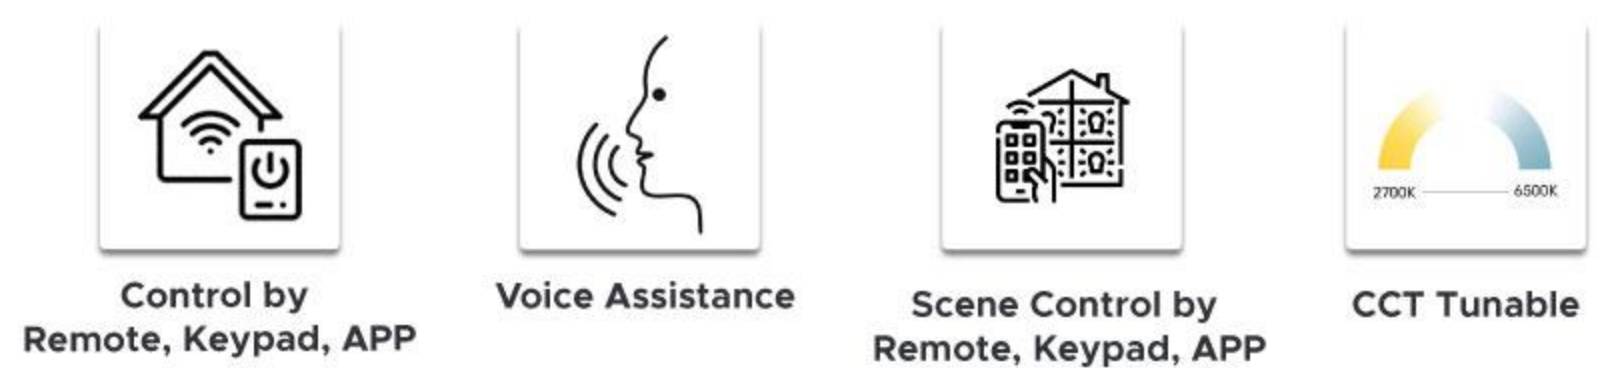 Control by
Remote, Keypad, APP
Voice Assistance
Scene Control by
Remote, Keypad, APP
2700K
6500K
CCT Tunable